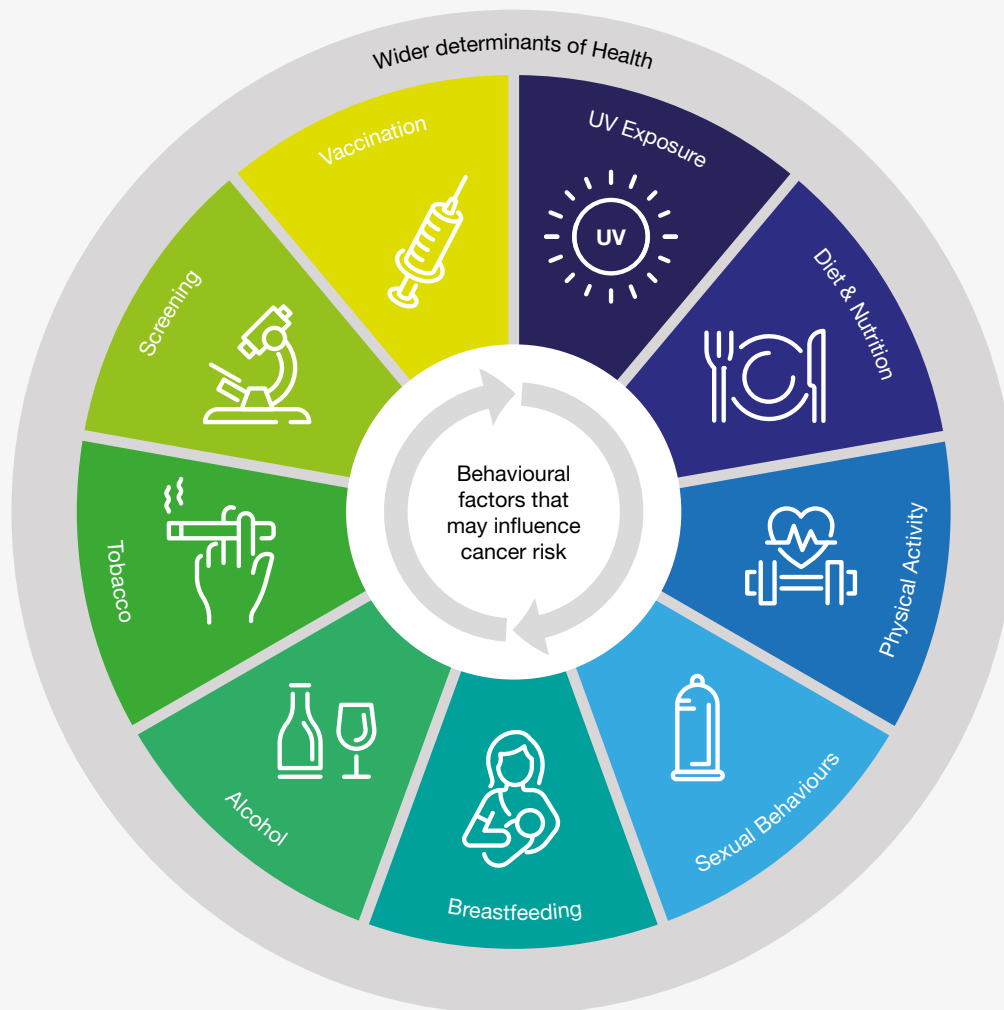 Wider determinants of Health
UV Exposure
UV
Diet & Nutrition
Physical Activity
Sexual Behaviours
Breastfeeding
Alcohol
Tobacco
Screening
Vaccination
Behavioural
factors that
may influence
cancer risk